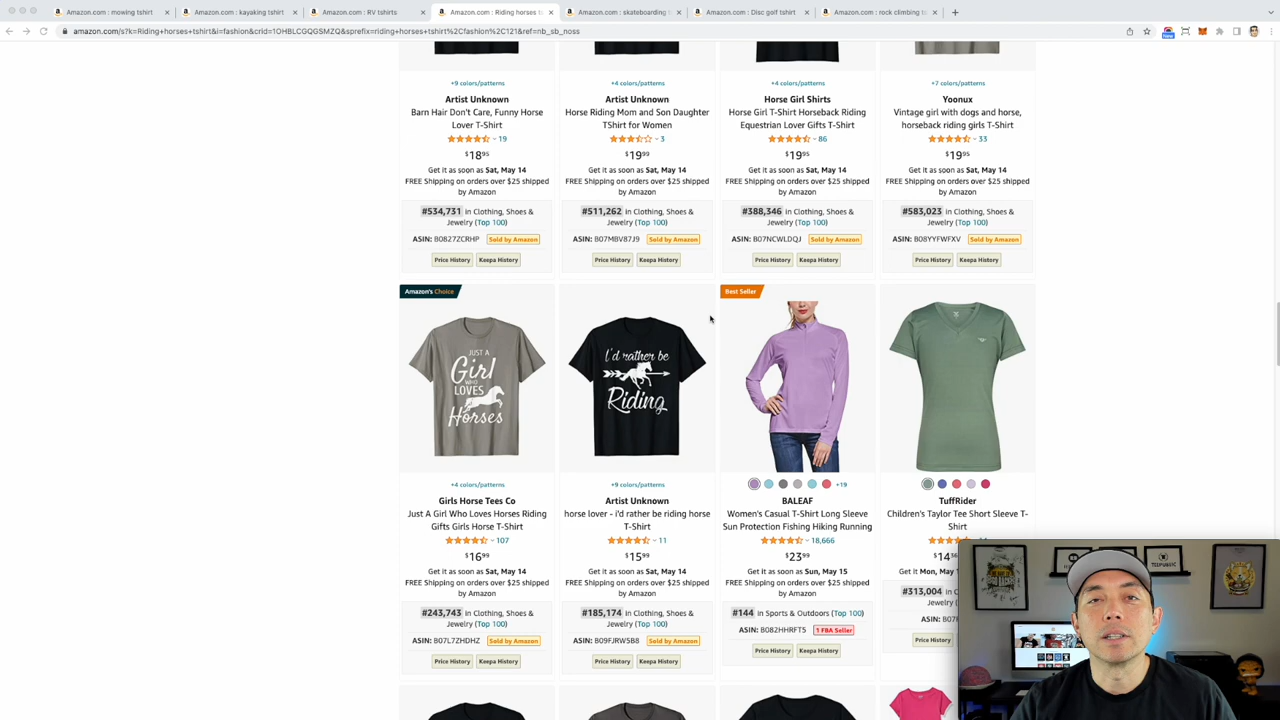 Amazon.com : mowing tshirt
Amazon.com : kayaking tshirt
Amazon.com : RV tshirts
Amazon.com : Riding horses ts
Amazon.com : skateboarding t
Amazon.com : Disc golf tshirt
Amazon.com : rock climbing ts
amazon.com/s?k=Riding+horses+tshirt&i=fashion&crid=1OHBLCGQGSMZQ&sprefix=riding+horses+tshirt%2Cfashion%2C121&ref=nb_sb_noss
New
+9 colors/patterns
Artist Unknown
Barn Hair Don't Care, Funny Horse
Lover T-Shirt
19
$1895
Get it as soon as Sat, May 14
FREE Shipping on orders over $25 shipped
by Amazon
#534,731 in Clothing, Shoes &
Jewelry (Top 100)
ASIN: B0827ZCRHP Sold by Amazon
Price History Keepa History
+4 colors/patterns
Artist Unknown
Horse Riding Mom and Son Daughter
TShirt for Women
3
$1999
Get it as soon as Sat, May 14
FREE Shipping on orders over $25 shipped
by Amazon
#511,262 in Clothing, Shoes &
Jewelry (Top 100)
ASIN: B07MBV87J9 Sold by Amazon
Price History Keepa History
+4 colors/patterns
Horse Girl Shirts
Horse Girl T-Shirt Horseback Riding
Equestrian Lover Gifts T-Shirt
86
$1995
Get it as soon as Sat, May 14
FREE Shipping on orders over $25 shipped
by Amazon
#388,346 in Clothing, Shoes &
Jewelry (Top 100)
ASIN: B07NCWLDQJ Sold by Amazon
Price History Keepa History
+7 colors/patterns
Yoonux
Vintage girl with dogs and horse,
horseback riding girls T-Shirt
33
$1995
Get it as soon as Sat, May 14
FREE Shipping on orders over $25 shipped
by Amazon
#583,023 in Clothing, Shoes &
Jewelry (Top 100)
ASIN: B08YYFWFXV Sold by Amazon
Price History Keepa History
Amazon's Choice
JUST A
Girl
WHO
LOVES
Horses
+4 colors/patterns
Girls Horse Tees Co
Just A Girl Who Loves Horses Riding
Gifts Girls Horse T-Shirt
107
$1699
Get it as soon as Sat, May 14
FREE Shipping on orders over $25 shipped
by Amazon
#243,743 in Clothing, Shoes &
Jewelry (Top 100)
ASIN: B07L7ZHDHZ Sold by Amazon
Price History Keepa History
I'd rather be
Riding
+9 colors/patterns
Artist Unknown
horse lover - i'd rather be riding horse
T-Shirt
11
$1599
Get it as soon as Sat, May 14
FREE Shipping on orders over $25 shipped
by Amazon
#185,174 in Clothing, Shoes &
Jewelry (Top 100)
ASIN: B09FJRW5B8 Sold by Amazon
Price History Keepa History
Best Seller
+19
BALEAF
Women's Casual T-Shirt Long Sleeve
Sun Protection Fishing Hiking Running
18,666
$2399
Get it as soon as Sun, May 15
FREE Shipping on orders over $25 shipped
by Amazon
#144 in Sports & Outdoors (Top 100)
ASIN: B082HHRFT5 1 FBA Seller
Price History Keepa History
TuffRider
Children's Taylor Tee Short Sleeve T-
Shirt
Get it Mon, May
#313,004 in Clothing
Jewelry
ASIN:
Price History